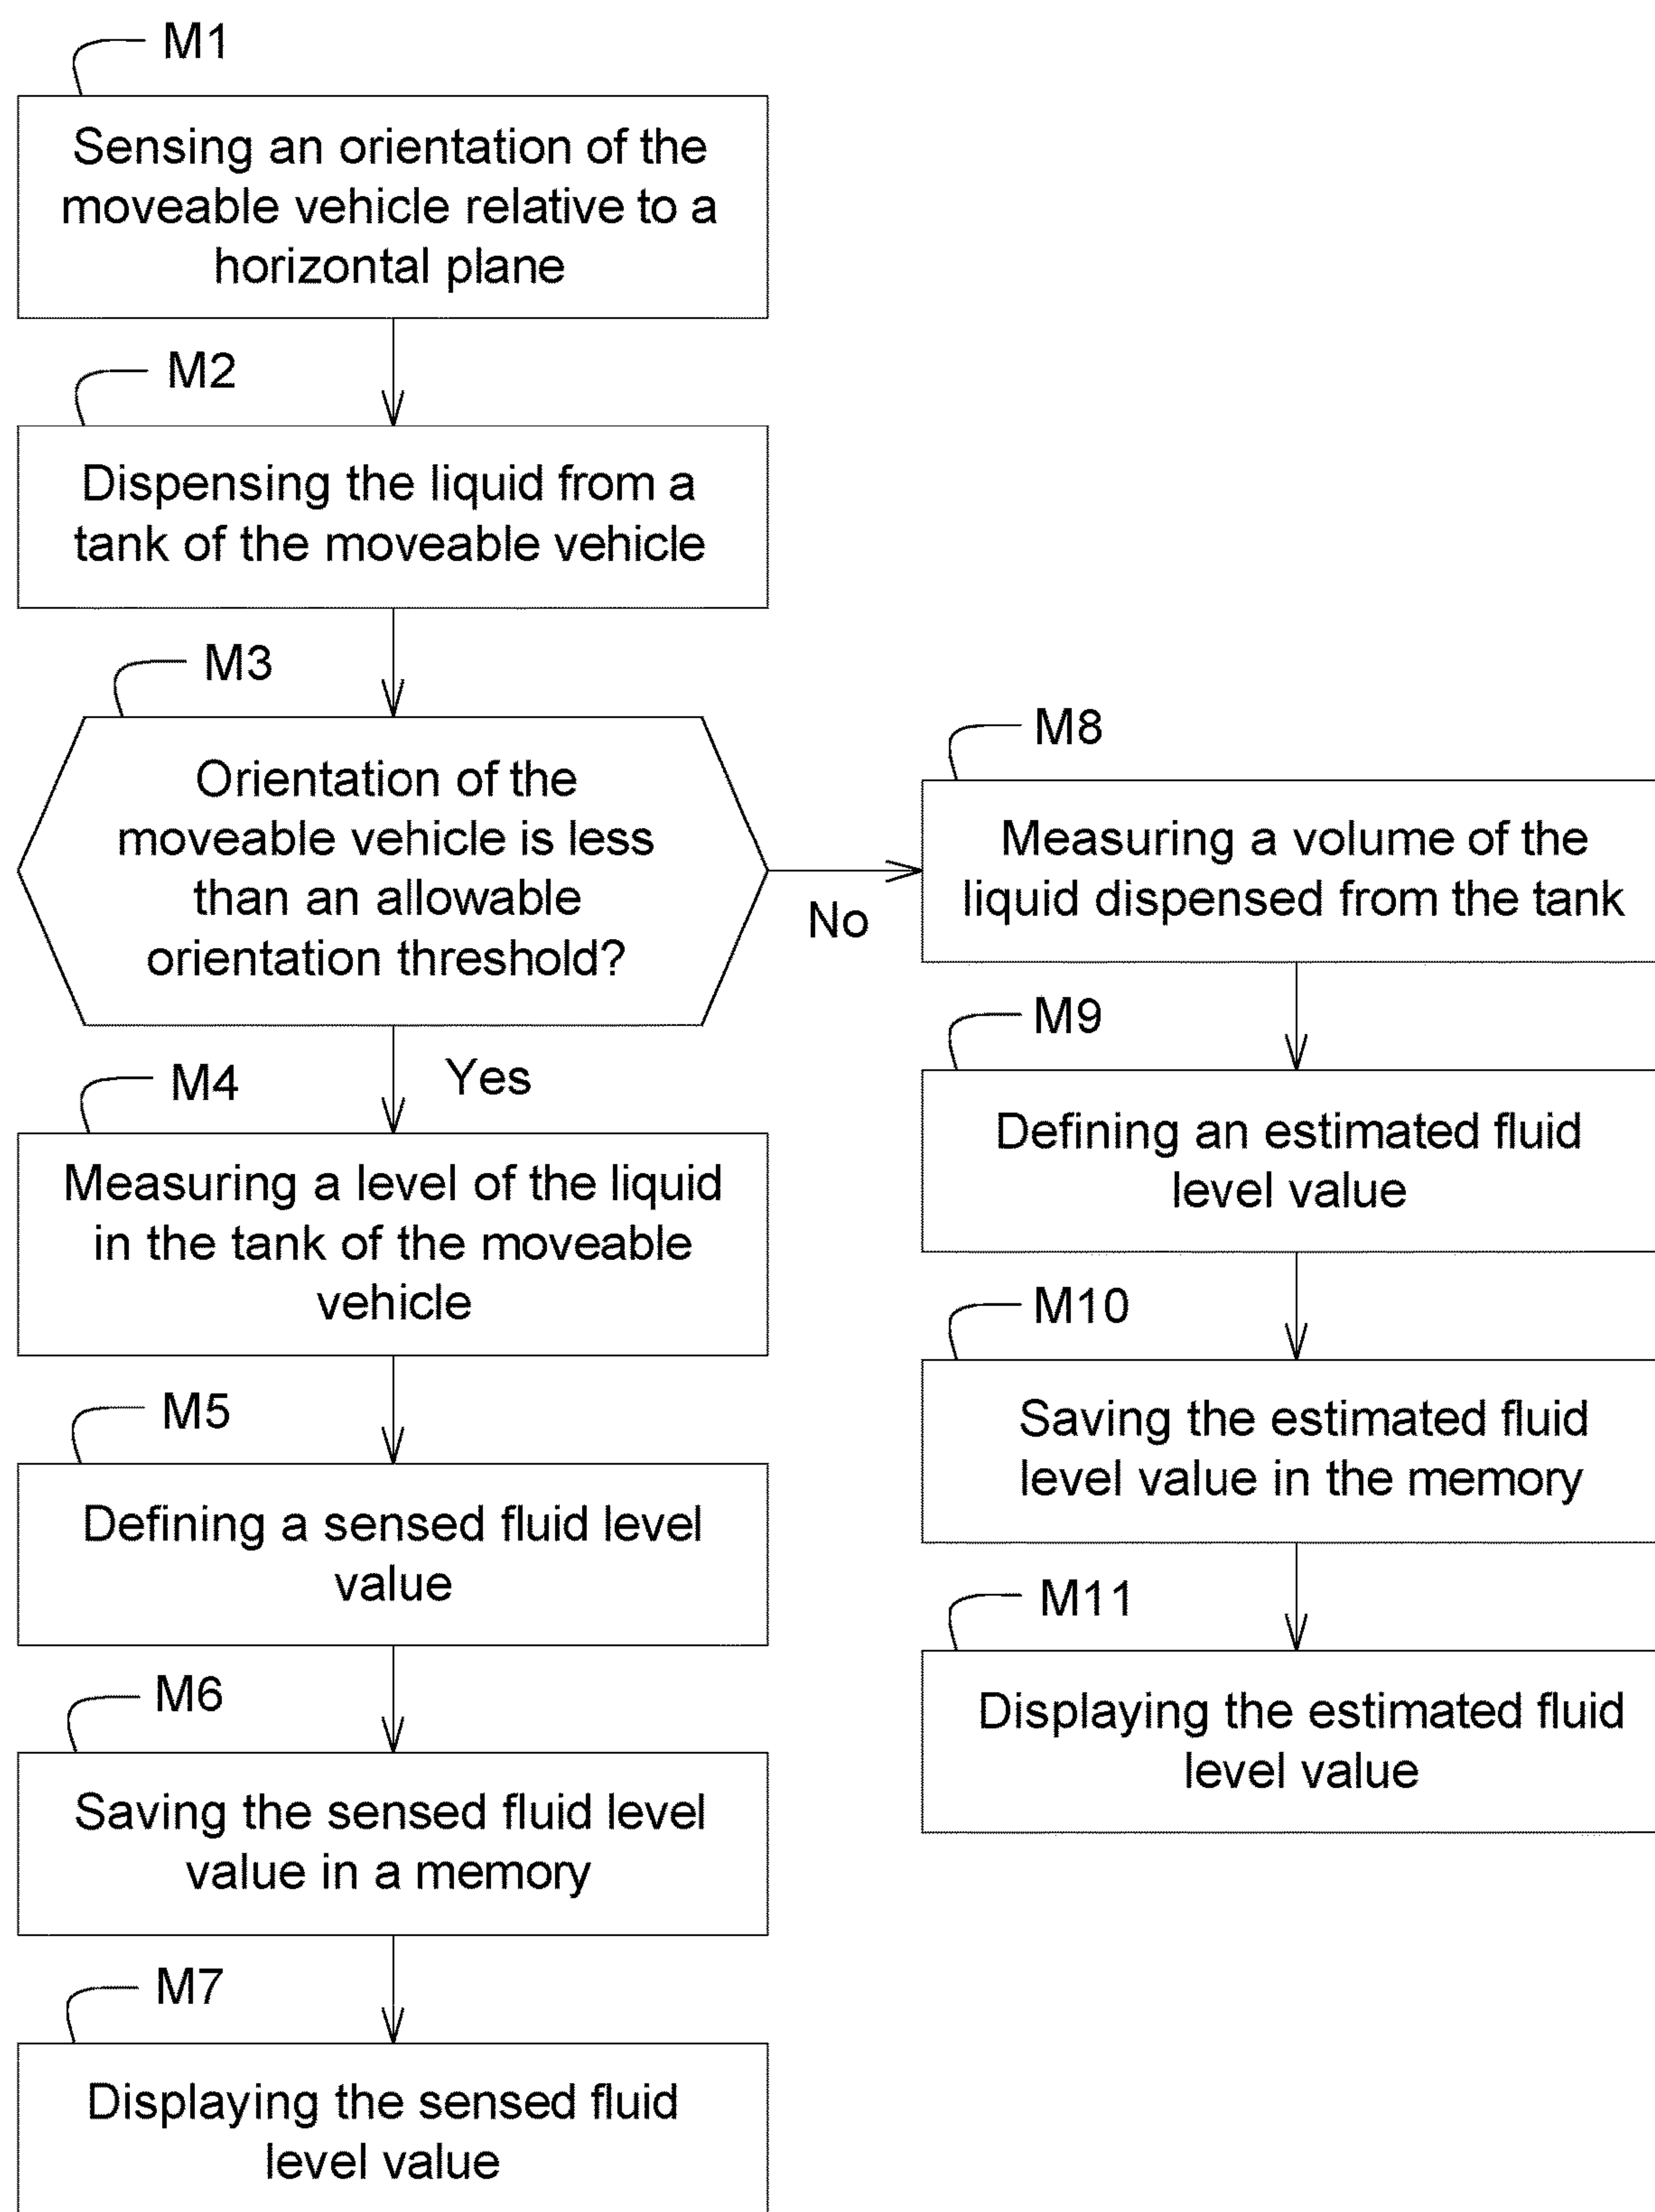 M1
Sensing an orientation of the
moveable vehicle relative to a
horizontal plane
M2
Dispensing the liquid from a
tank of the moveable vehicle
M3
Orientation of the
moveable vehicle is less
than an allowable
orientation threshold?
No
Yes
M4
Measuring a level of the liquid
in the tank of the moveable
vehicle
M5
Defining a sensed fluid level
value
M6
Saving the sensed fluid level
value in a memory
M7
Displaying the sensed fluid
level value
M8
Measuring a volume of the
liquid dispensed from the tank
M9
Defining an estimated fluid
level value
M10
Saving the estimated fluid
level value in the memory
M11
Displaying the estimated fluid
level value